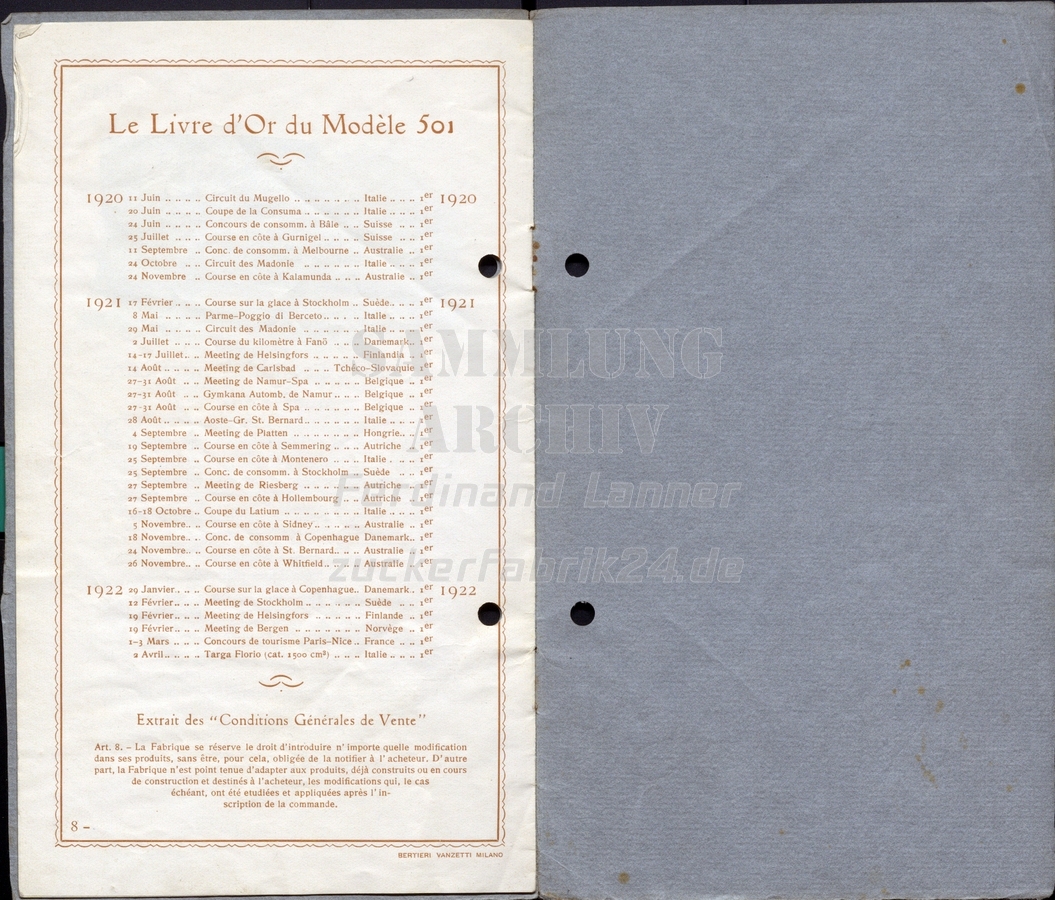 Le Livre d'Or du Modèle 501
1920 11 Juin .. .. .. .. Circuit du Mugello .. .. .. .. .. .. Italie .. .. .. 1er 1920
20 Juin .. .. .. .. Coupe de la Consuma .. .. .. .. .. Italie .. .. .. 1er
24 Juin .. .. .. .. Concours de consomm. à Bâle .. .. Suisse .. .. 1er
25 Juillet .. .. .. Course en côte à Gurnigel .. .. .. Suisse .. .. 1er
11 Septembre .. Conc. de consomm. à Melbourne .. Australie .. 1er
24 Octobre .. .. Circuit des Madonie .. .. .. .. .. Italie .. .. .. 1er
24 Novembre .. Course en côte à Kalamunda .. .. .. Australie .. 1er
1921 17 Février .. .. .. Course sur la glace à Stockholm .. Suède.. .. .. 1er 1921
8 Mai .. .. .. .. Parme-Poggio di Berceto .. .. .. .. Italie .. .. .. 1er
29 Mai .. .. .. .. Circuit des Madonie .. .. .. .. .. Italie .. .. .. 1er
2 Juillet .. .. .. Course du kilomètre à Fanö .. .. .. Danemark.. 1er
14-17 Juillet.. .. Meeting de Helsingfors .. .. .. .. .. Finlandia .. 1er
14 Août .. .. .. .. Meeting de Carlsbad .. .. .. Tchéco-Slovaquie 1er
27-31 Août .. .. Meeting de Namur-Spa .. .. .. .. .. Belgique .. 1er
27-31 Août .. .. Gymkana Automb. de Namur .. .. .. Belgique .. 1er
27-31 Août .. .. Course en côte à Spa .. .. .. .. .. Belgique .. 1er
28 Août .. .. .. .. Aoste-Gr. St. Bernard .. .. .. .. .. Italie .. .. .. 1er
4 Septembre .. Meeting de Piatten .. .. .. .. .. .. Hongrie.. .. 1er
19 Septembre .. Course en côte à Semmering .. .. .. Autriche .. 1er
25 Septembre .. Course en côte à Montenero .. .. .. Italie .. .. .. 1er
25 Septembre .. Conc. de consomm. à Stockholm .. Suède .. .. 1er
27 Septembre .. Meeting de Riesberg .. .. .. .. .. Autriche .. 1er
27 Septembre .. Course en côte à Hollembourg .. .. Autriche .. 1er
16-18 Octobre .. Coupe du Latium .. .. .. .. .. .. Italie .. .. .. 1er
5 Novembre.. .. Course en côte à Sidney .. .. .. .. Australie .. 1er
18 Novembre.. .. Conc. de consomm à Copenhague Danemark.. 1er
24 Novembre.. .. Course en côte à St. Bernard.. .. .. Australie .. 1er
26 Novembre.. .. Course en côte à Whitfield .. .. .. Australie .. 1er
1922 29 Janvier .. .. .. Course sur la glace à Copenhague.. Danemark.. 1er 1922
12 Février .. .. .. Meeting de Stockholm .. .. .. .. .. Suède .. .. 1er
19 Février .. .. .. Meeting de Helsingfors .. .. .. .. .. Finlande .. 1er
19 Février .. .. .. Meeting de Bergen .. .. .. .. .. .. Norvège .. 1er
1-3 Mars .. .. .. Concours de tourisme Paris-Nice .. France .. .. 1er
2 Avril .. .. .. .. Targa Florio (cat. 1500 cm³) .. .. .. Italie .. .. .. 1er
Extrait des "Conditions Générales de Vente"
Art. 8. - La Fabrique se réserve le droit d'introduire n' importe quelle modification
dans ses produits, sans être, pour cela, obligée de la notifier à l' acheteur. D' autre
part, la Fabrique n'est point tenue d'adapter aux produits, déjà construits ou en cours
de construction et destinés à l'acheteur, les modifications qui, le cas
échéant, ont été etudiées et appliquées après l' in-
scription de la commande.
8 -
BERTIERI VANZETTI MILANO
SAMMLUNG
ARCHIV
Ferdinand Lanner
zuckerfabrik24.de